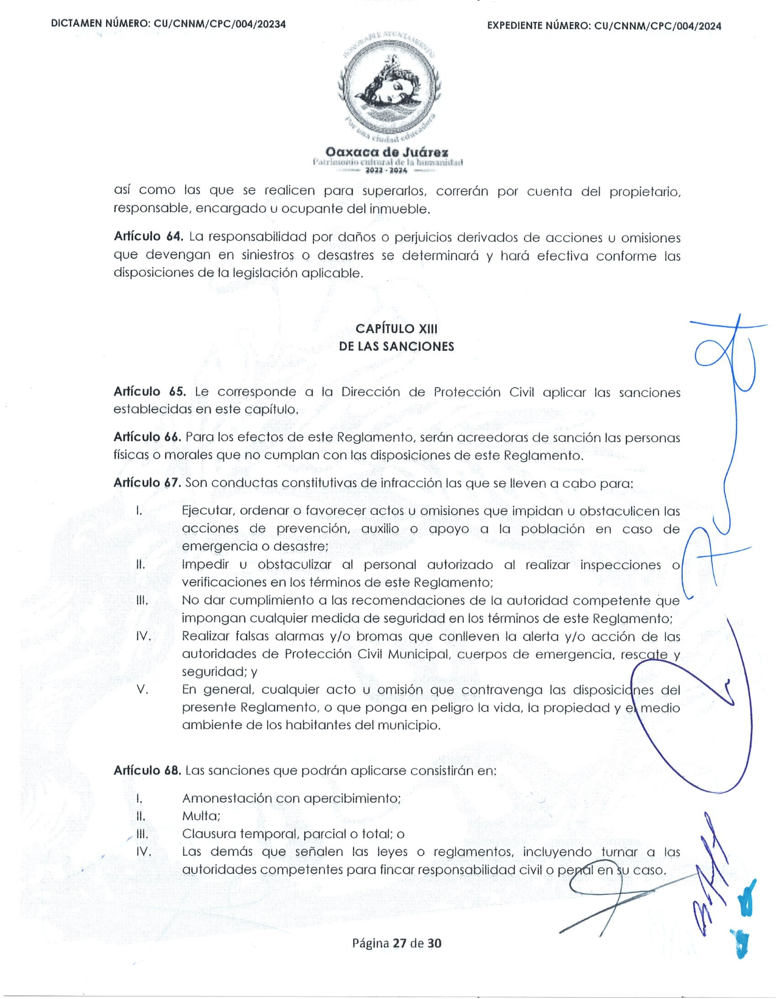 DICTAMEN NÚMERO: CU/CNNM/CPC/004/20234
EXPEDIENTE NÚMERO: CU/CNNM/CPC/004/2024
HONORABLE AYUNTAMIENTO
Por una ciudad educadora
Oaxaca de Juárez
Patrimonio cultural de la humanidad
2022 - 2024
así como las que se realicen para superarlos, correrán por cuenta del propietario,
responsable, encargado u ocupante del inmueble.
Artículo 64. La responsabilidad por daños o perjuicios derivados de acciones u omisiones
que devengan en siniestros o desastres se determinará y hará efectiva conforme las
disposiciones de la legislación aplicable.
CAPÍTULO XIII
DE LAS SANCIONES
Artículo 65. Le corresponde a la Dirección de Protección Civil aplicar las sanciones
establecidas en este capítulo.
Artículo 66. Para los efectos de este Reglamento, serán acreedoras de sanción las personas
físicas o morales que no cumplan con las disposiciones de este Reglamento.
Artículo 67. Son conductas constitutivas de infracción las que se lleven a cabo para:
I. Ejecutar, ordenar o favorecer actos u omisiones que impidan u obstaculicen las
acciones de prevención, auxilio o apoyo a la población en caso de
emergencia o desastre;
II. Impedir u obstaculizar al personal autorizado al realizar inspecciones o
verificaciones en los términos de este Reglamento;
III. No dar cumplimiento a las recomendaciones de la autoridad competente que
impongan cualquier medida de seguridad en los términos de este Reglamento;
IV. Realizar falsas alarmas y/o bromas que conlleven la alerta y/o acción de las
autoridades de Protección Civil Municipal, cuerpos de emergencia, rescate y
seguridad; y
V. En general, cualquier acto u omisión que contravenga las disposiciones del
presente Reglamento, o que ponga en peligro la vida, la propiedad y el medio
ambiente de los habitantes del municipio.
Artículo 68. Las sanciones que podrán aplicarse consistirán en:
I. Amonestación con apercibimiento;
II. Multa;
III. Clausura temporal, parcial o total; o
IV. Las demás que señalen las leyes o reglamentos, incluyendo turnar a las
autoridades competentes para fincar responsabilidad civil o penal en su caso.
Página 27 de 30